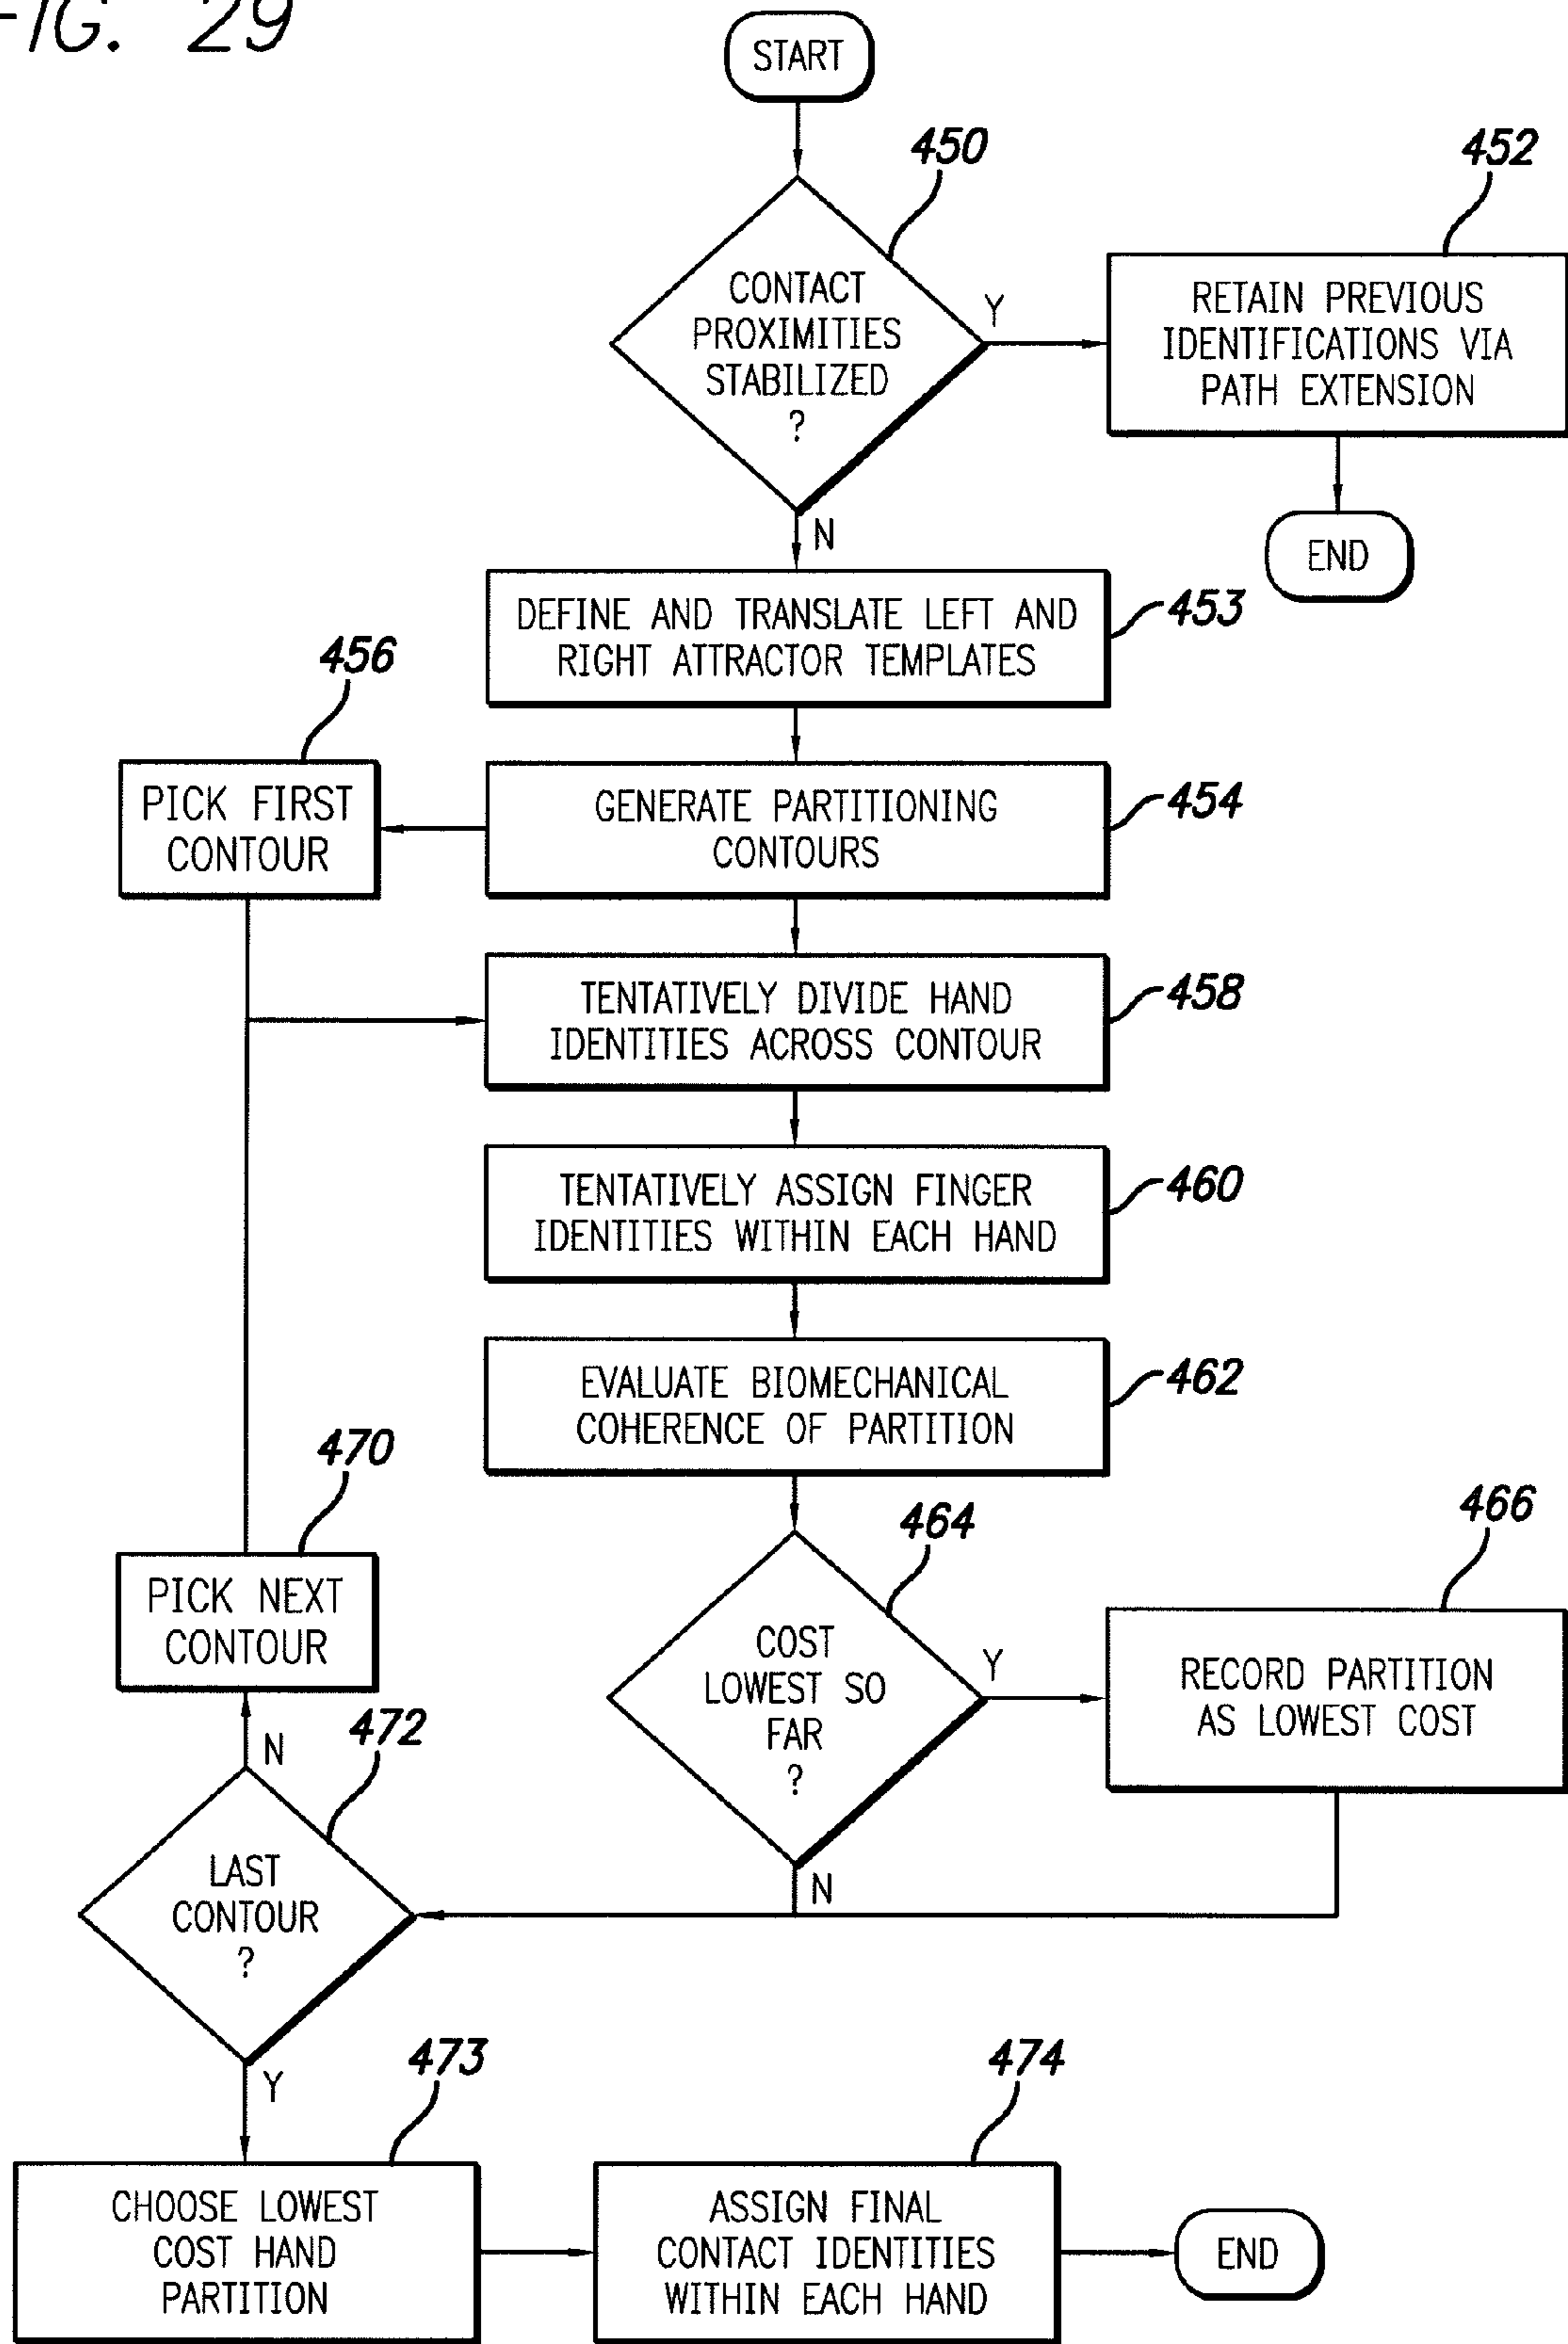 FIG. 29
START
450
452
CONTACT
PROXIMITIES
STABILIZED
?
Y
RETAIN PREVIOUS
IDENTIFICATIONS VIA
PATH EXTENSION
N
END
DEFINE AND TRANSLATE LEFT AND
RIGHT ATTRACTOR TEMPLATES
453
456
PICK FIRST
CONTOUR
GENERATE PARTITIONING
CONTOURS
454
TENTATIVELY DIVIDE HAND
IDENTITIES ACROSS CONTOUR
458
TENTATIVELY ASSIGN FINGER
IDENTITIES WITHIN EACH HAND
460
EVALUATE BIOMECHANICAL
COHERENCE OF PARTITION
462
470
PICK NEXT
CONTOUR
464
466
COST
LOWEST SO
FAR
?
Y
RECORD PARTITION
AS LOWEST COST
N
472
N
LAST
CONTOUR
?
Y
473
474
CHOOSE LOWEST
COST HAND
PARTITION
ASSIGN FINAL
CONTACT IDENTITIES
WITHIN EACH HAND
END